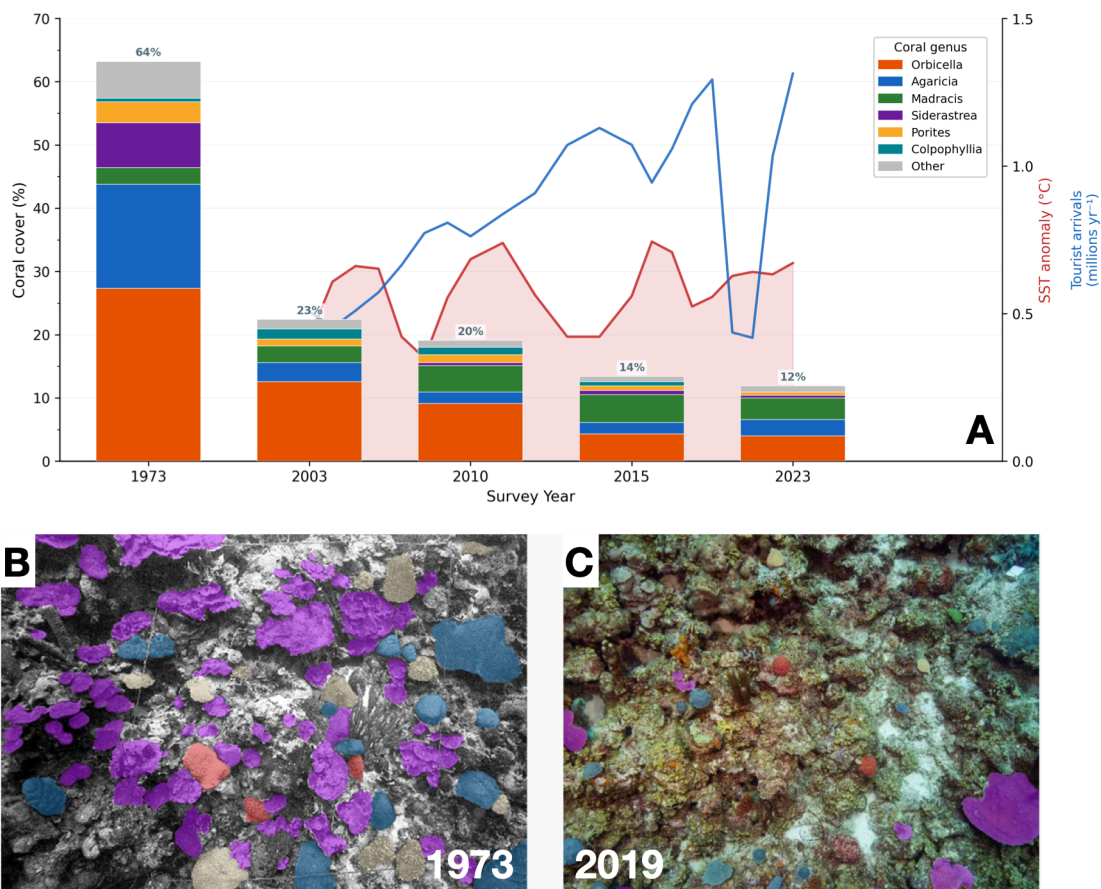 70
60
50
40
30
20
10
0
Coral cover (%)
64%
23%
20%
14%
12%
1973
2003
2010
2015
2023
Survey Year
Coral genus
Orbicella
Agaricia
Madracis
Siderastrea
Porites
Colpophyllia
Other
1.5
1.0
0.5
0.0
SST anomaly (°C)
Tourist arrivals
(millions yr⁻¹)
A
B
1973
C
2019